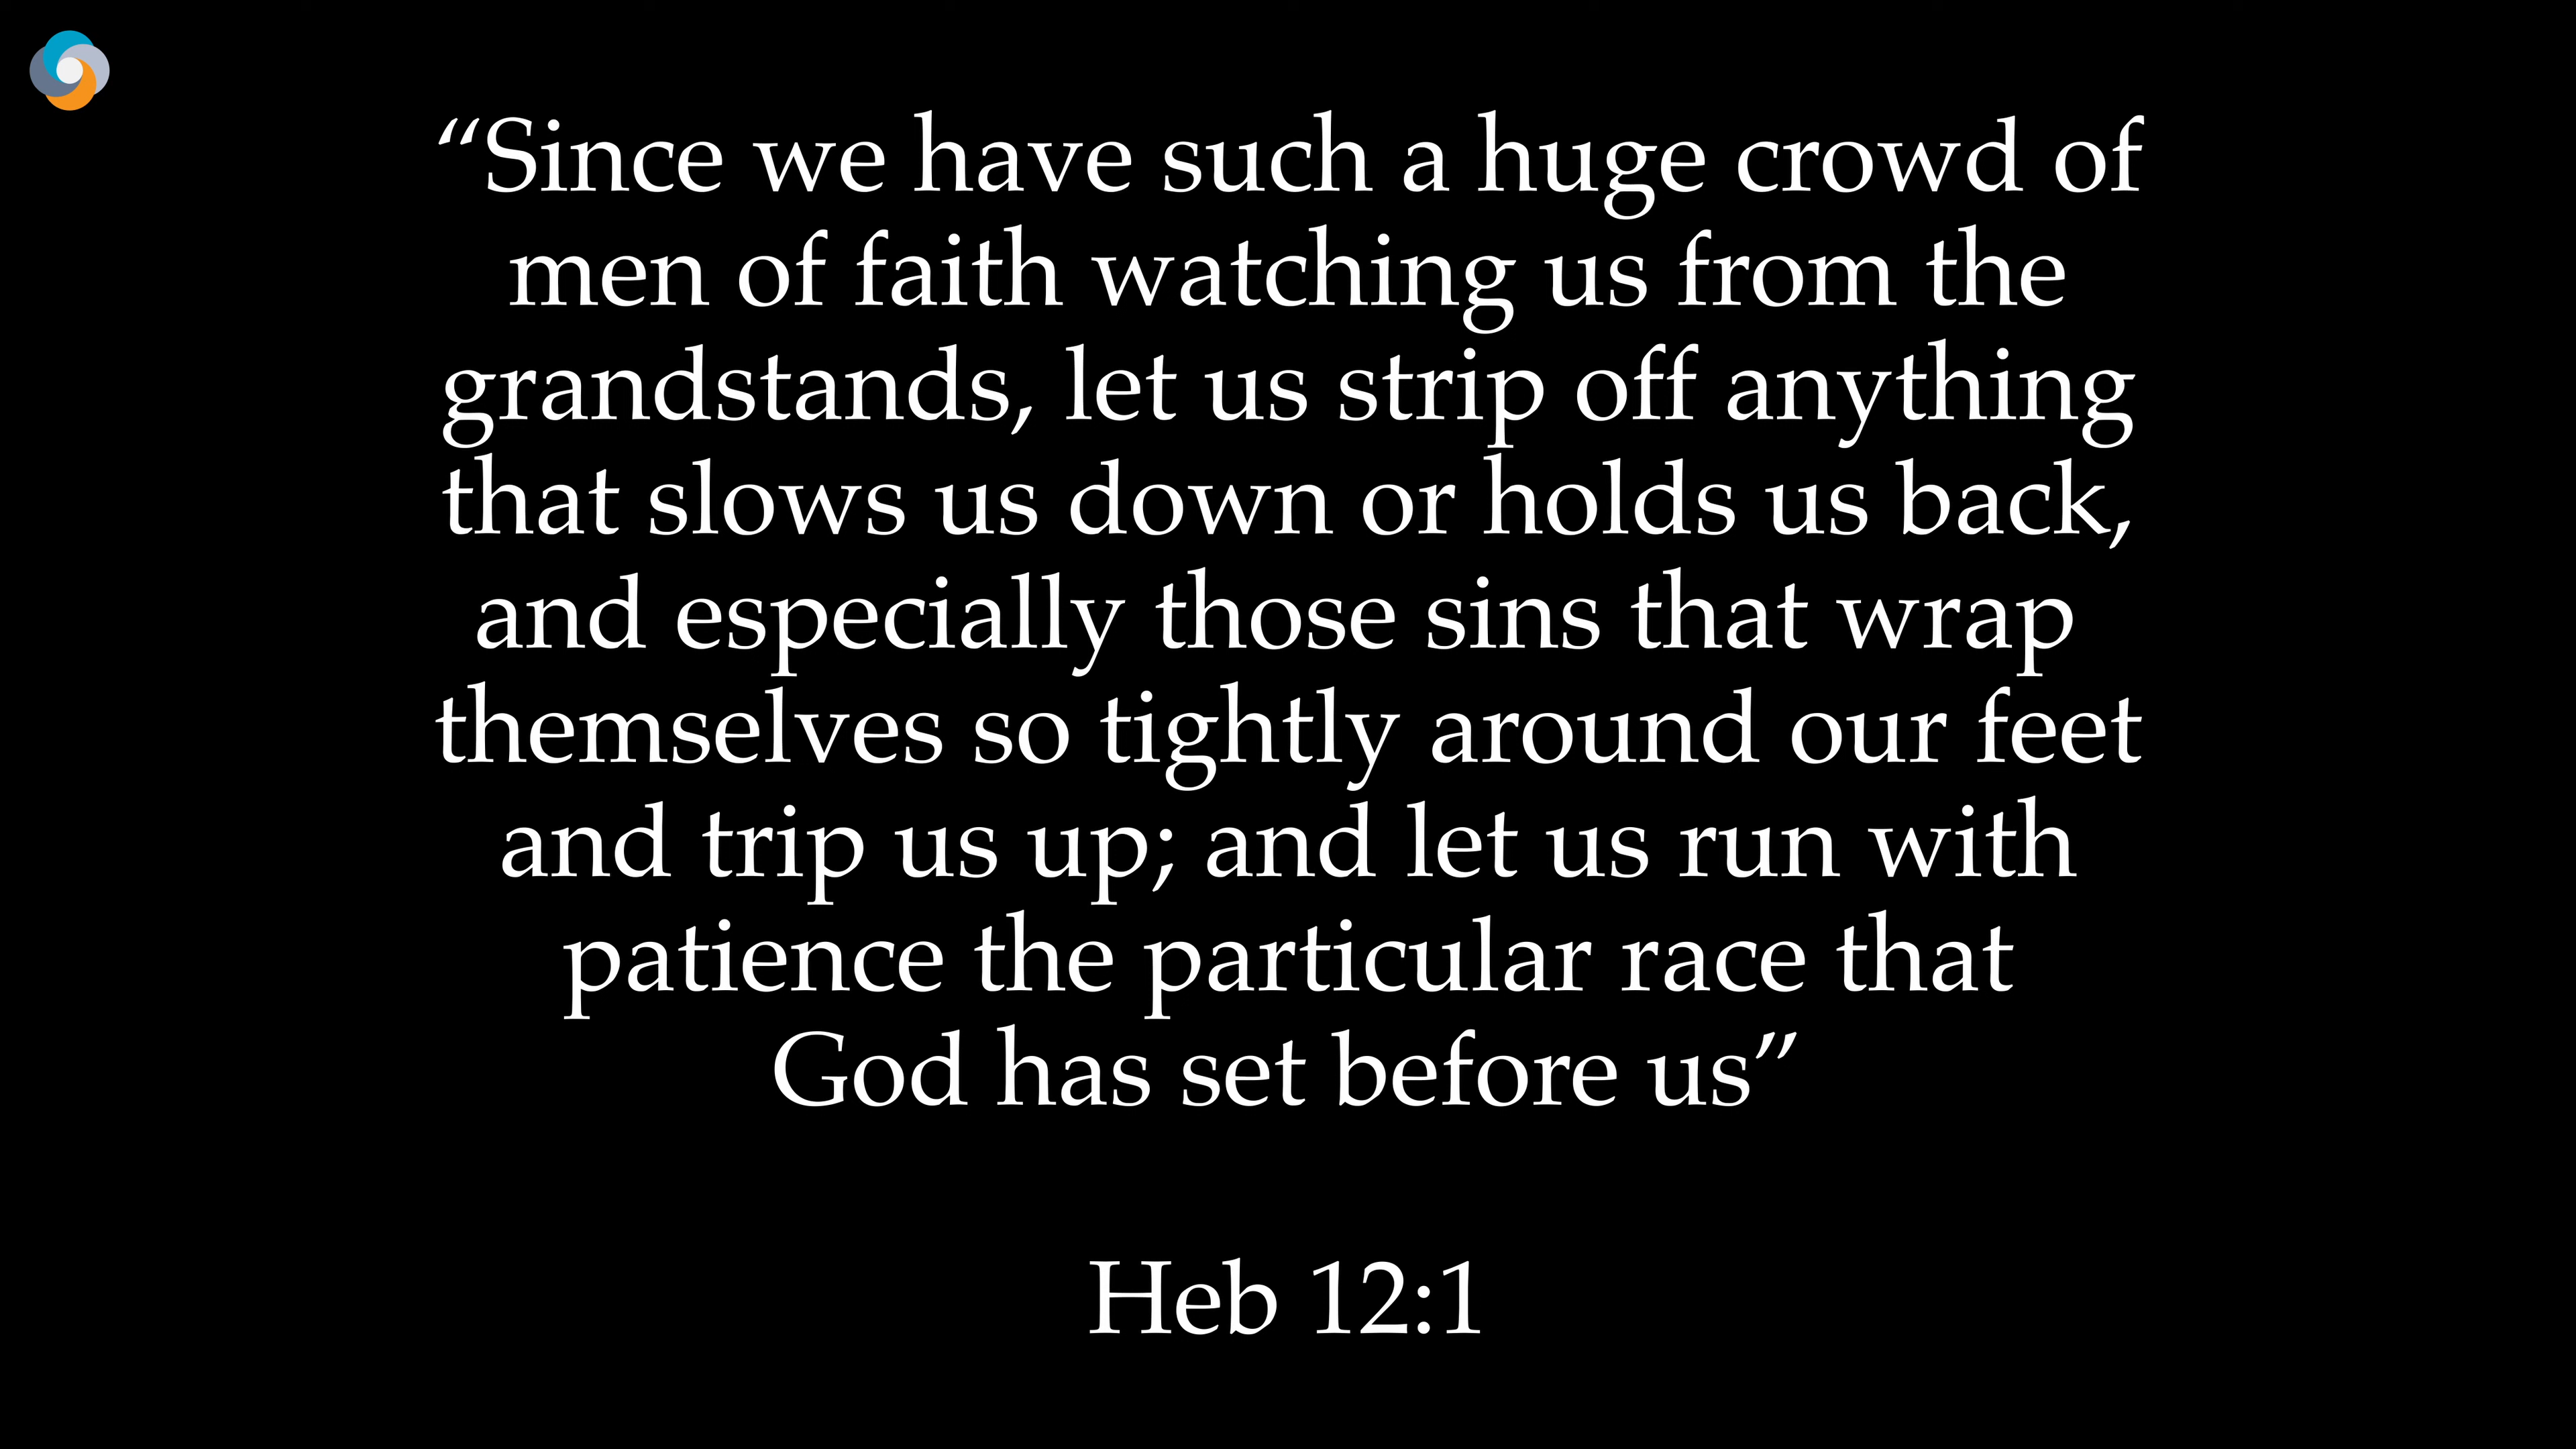 “Since we have such a huge crowd of
men of faith watching us from the
grandstands, let us strip off anything
that slows us down or holds us back,
and especially those sins that wrap
themselves so tightly around our feet
and trip us up; and let us run with
patience the particular race that
God has set before us”
Heb 12:1